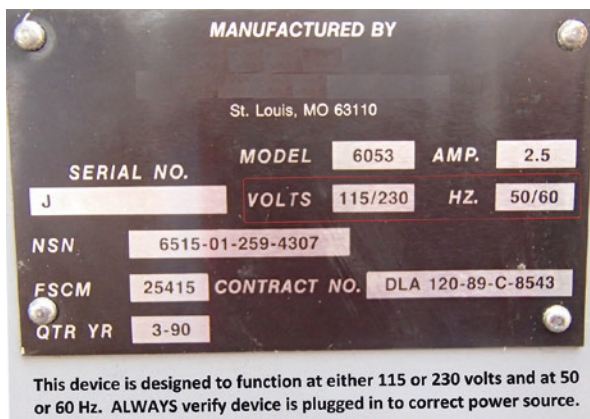 MANUFACTURED BY
St. Louis, MO 63110
MODEL 6053 AMP. 2.5
SERIAL NO.
J VOLTS 115/230 HZ. 50/60
NSN 6515-01-259-4307
FSCM 25415 CONTRACT NO. DLA 120-89-C-8543
QTR YR 3-90
This device is designed to function at either 115 or 230 volts and at 50
or 60 Hz. ALWAYS verify device is plugged in to correct power source.